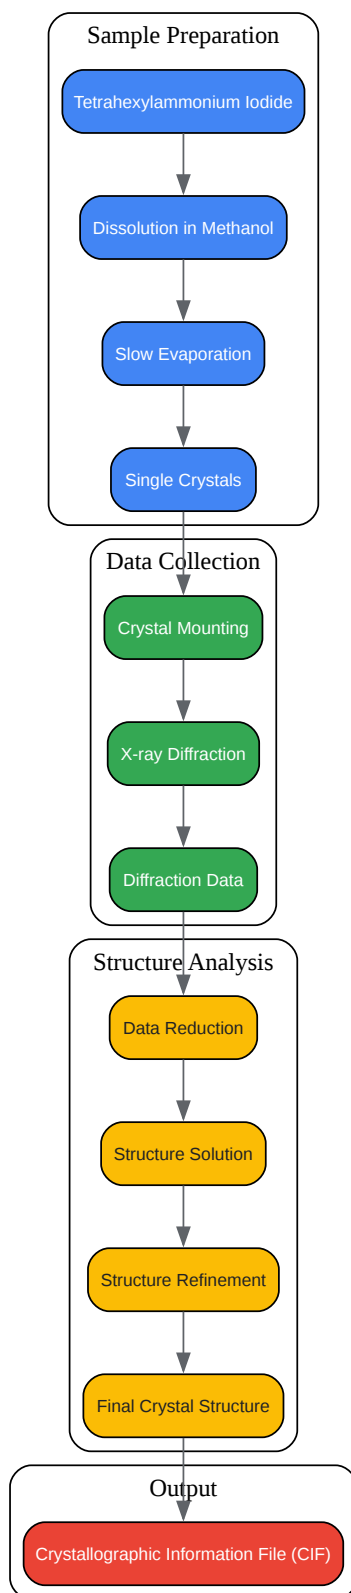 Sample Preparation
Tetrahexylammonium Iodide
Dissolution in Methanol
Slow Evaporation
Single Crystals
Data Collection
Crystal Mounting
X-ray Diffraction
Diffraction Data
Structure Analysis
Data Reduction
Structure Solution
Structure Refinement
Final Crystal Structure
Output
Crystallographic Information File (CIF)